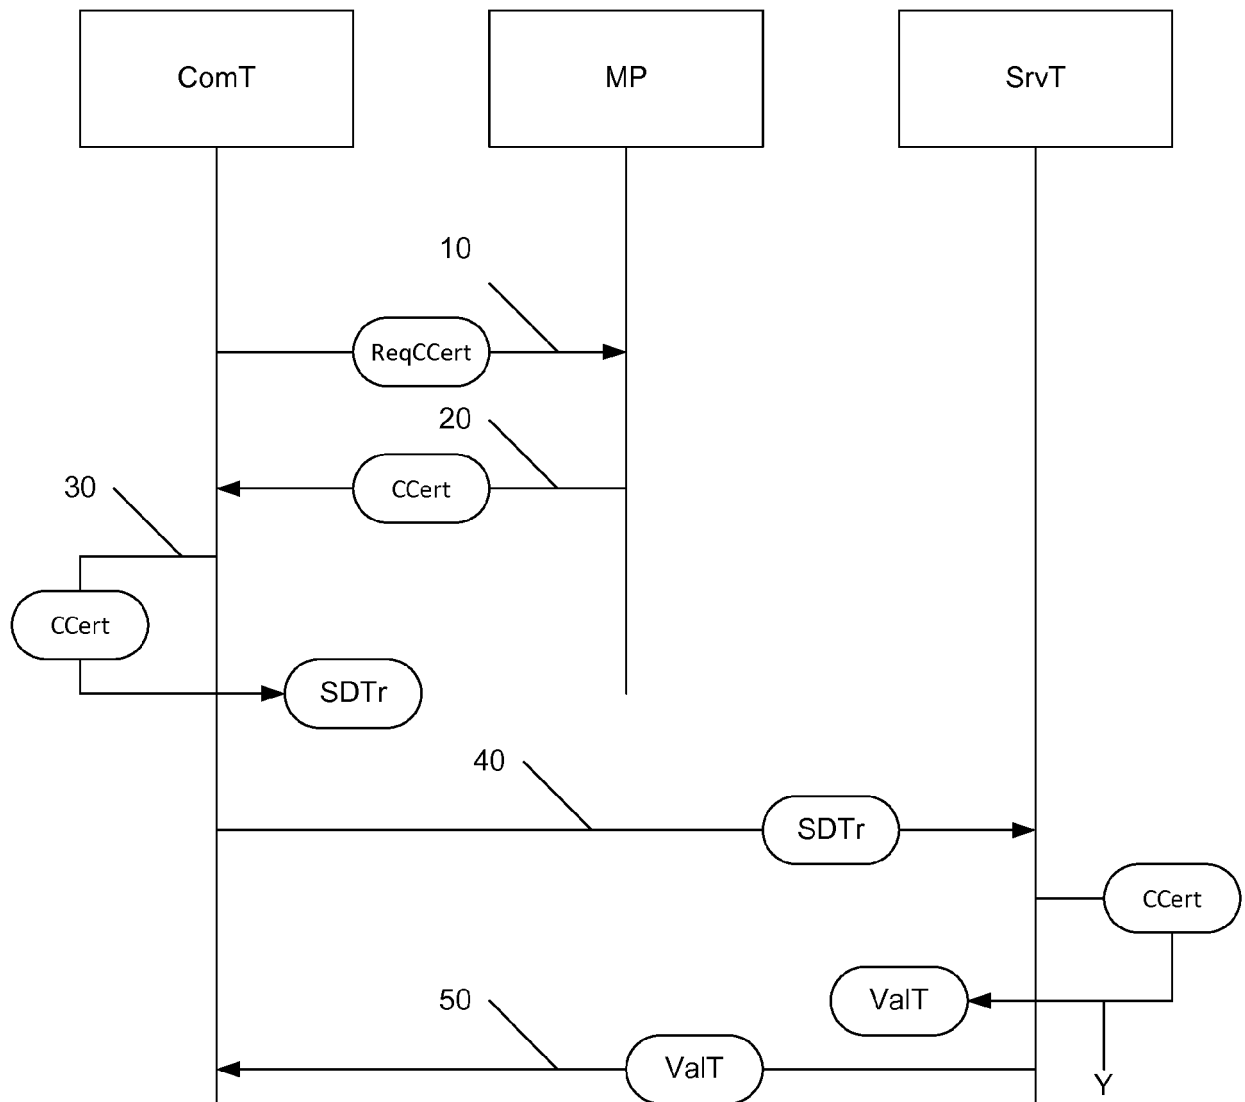 ComT
MP
SrvT
10
ReqCCert
20
CCert
30
CCert
SDTr
40
SDTr
CCert
ValT
50
ValT
Y